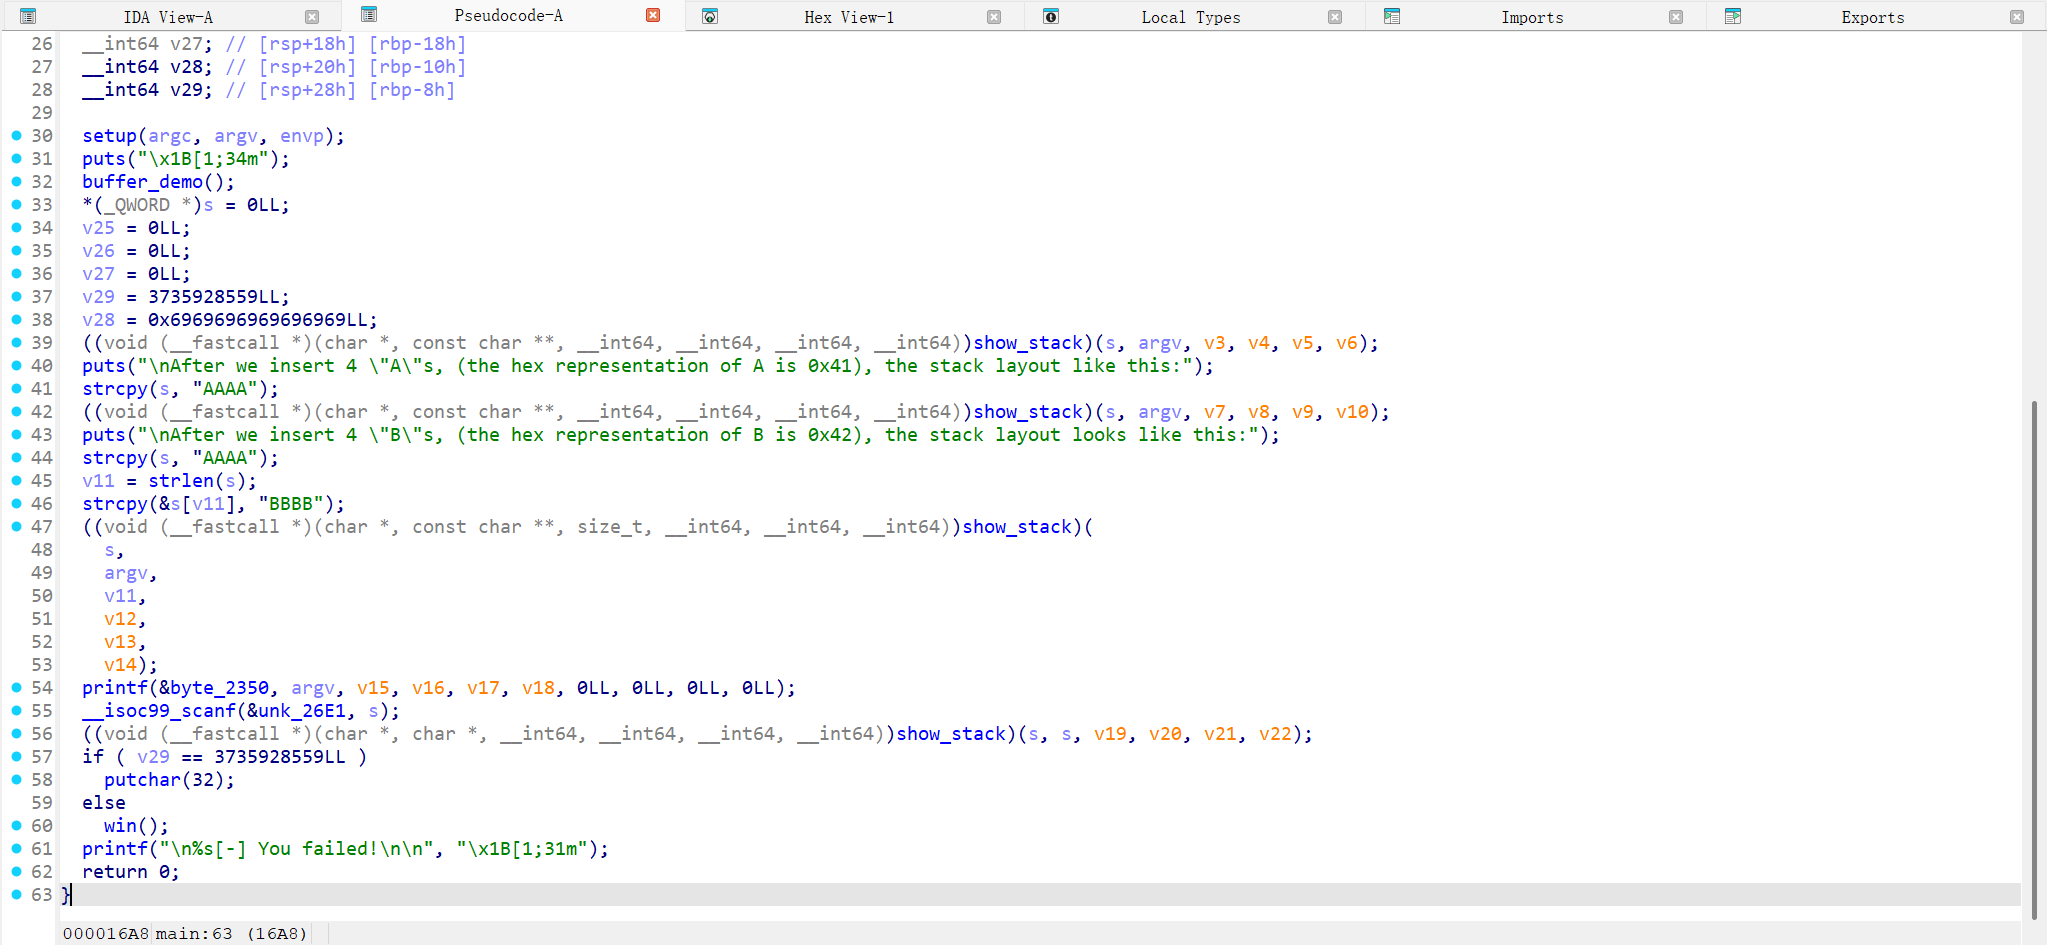 IDA View-A Pseudocode-A Hex View-1 Local Types Imports Exports
26 __int64 v27; // [rsp+18h] [rbp-18h]
27 __int64 v28; // [rsp+20h] [rbp-10h]
28 __int64 v29; // [rsp+28h] [rbp-8h]
29
30 setup(argc, argv, envp);
31 puts("\x1B[1;34m");
32 buffer_demo();
33 *(_QWORD *)s = 0LL;
34 v25 = 0LL;
35 v26 = 0LL;
36 v27 = 0LL;
37 v29 = 3735928559LL;
38 v28 = 0x6969696969696969LL;
39 ((void (__fastcall *)(char *, const char **, __int64, __int64, __int64, __int64))show_stack)(s, argv, v3, v4, v5, v6);
40 puts("\nAfter we insert 4 \"A\"s, (the hex representation of A is 0x41), the stack layout like this:");
41 strcpy(s, "AAAA");
42 ((void (__fastcall *)(char *, const char **, __int64, __int64, __int64, __int64))show_stack)(s, argv, v7, v8, v9, v10);
43 puts("\nAfter we insert 4 \"B\"s, (the hex representation of B is 0x42), the stack layout looks like this:");
44 strcpy(s, "AAAA");
45 v11 = strlen(s);
46 strcpy(&s[v11], "BBBB");
47 ((void (__fastcall *)(char *, const char **, size_t, __int64, __int64, __int64))show_stack)(
48 s,
49 argv,
50 v11,
51 v12,
52 v13,
53 v14);
54 printf(&byte_2350, argv, v15, v16, v17, v18, 0LL, 0LL, 0LL, 0LL);
55 __isoc99_scanf(&unk_26E1, s);
56 ((void (__fastcall *)(char *, char *, __int64, __int64, __int64, __int64))show_stack)(s, s, v19, v20, v21, v22);
57 if ( v29 == 3735928559LL )
58 putchar(32);
59 else
60 win();
61 printf("\n%s[-] You failed!\n\n", "\x1B[1;31m");
62 return 0;
63 }
000016A8 main:63 (16A8)